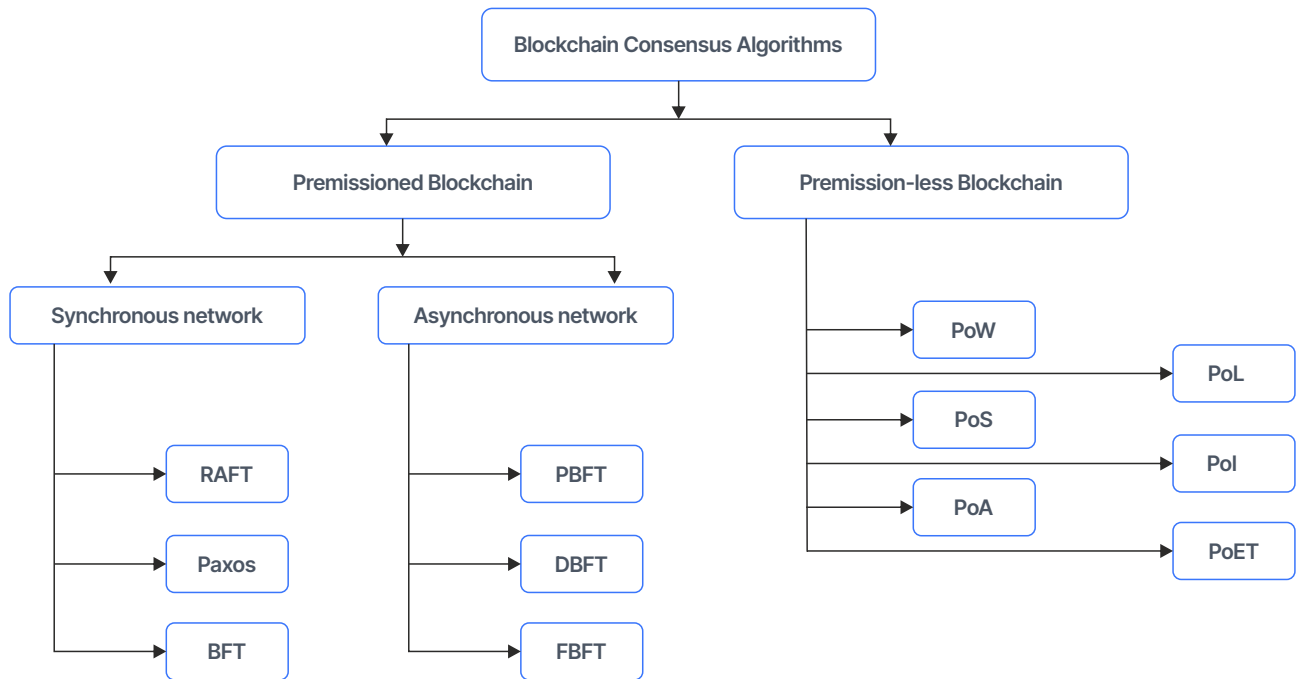 Blockchain Consensus Algorithms
Premissioned Blockchain
Premission-less Blockchain
Synchronous network
Asynchronous network
PoW
PoL
PoS
PoI
PoA
PoET
RAFT
PBFT
Paxos
DBFT
BFT
FBFT